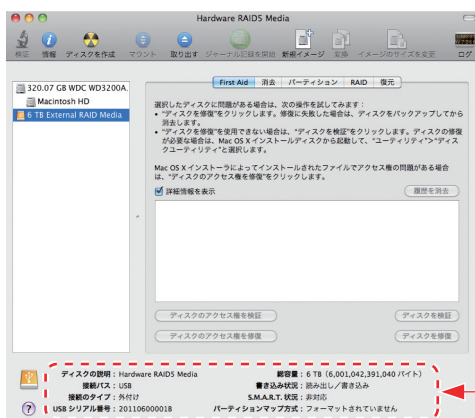 Hardware RAID5 Media
検証 情報 ディスクを作成 マウント 取り出す ジャーナル記録を開始 新規イメージ 変換 イメージのサイズを変更 ログ
320.07 GB WDC WD3200A.
Macintosh HD
6 TB External RAID Media
First Aid 消去 パーティション RAID 復元
選択したディスクに問題がある場合は、次の操作を試してみます：
• "ディスクを修復"をクリックします。修復に失敗した場合は、ディスクをバックアップしてから
消去します。
• "ディスクを修復"を使用できない場合は、"ディスクを検証"をクリックします。ディスクの修復
が必要な場合は、Mac OS X インストールディスクから起動して、"ユーティリティ">"ディス
クユーティリティ"と選択します。
Mac OS X インストーラによってインストールされたファイルでアクセス権の問題がある場合
は、"ディスクのアクセス権を修復"をクリックします。
詳細情報を表示 履歴を消去
ディスクのアクセス権を検証 ディスクを検証
ディスクのアクセス権を修復 ディスクを修復
ディスクの説明： Hardware RAID5 Media 総容量： 6 TB (6,001,042,391,040 バイト)
接続バス： USB 書き込み状況： 読み出し／書き込み
接続のタイプ： 外付け S.M.A.R.T. 状況： 非対応
USB シリアル番号： 201106000018 パーティションマップ方式： フォーマットされていません
?